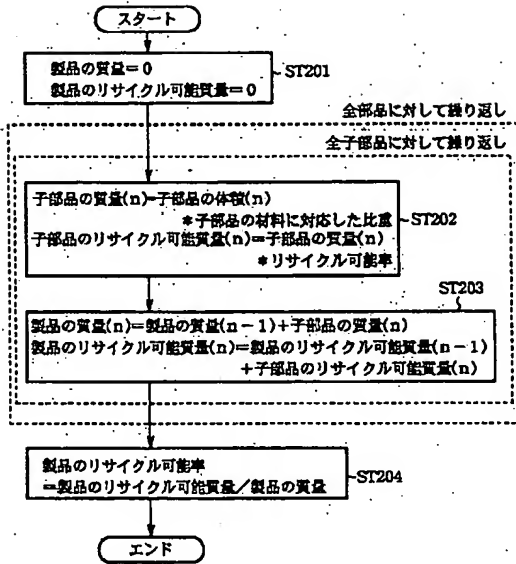 スタート
製品の質量=0
製品のリサイクル可能質量=0
ST201
全部品に対して繰り返し
全子部品に対して繰り返し
子部品の質量(n)=子部品の体積(n)
*子部品の材料に対応した比重
子部品のリサイクル可能質量(n)=子部品の質量(n)
*リサイクル可能率
ST202
ST203
製品の質量(n)=製品の質量(n-1)+子部品の質量(n)
製品のリサイクル可能質量(n)=製品のリサイクル可能質量(n-1)
+子部品のリサイクル可能質量(n)
製品のリサイクル可能率
=製品のリサイクル可能質量/製品の質量
ST204
エンド